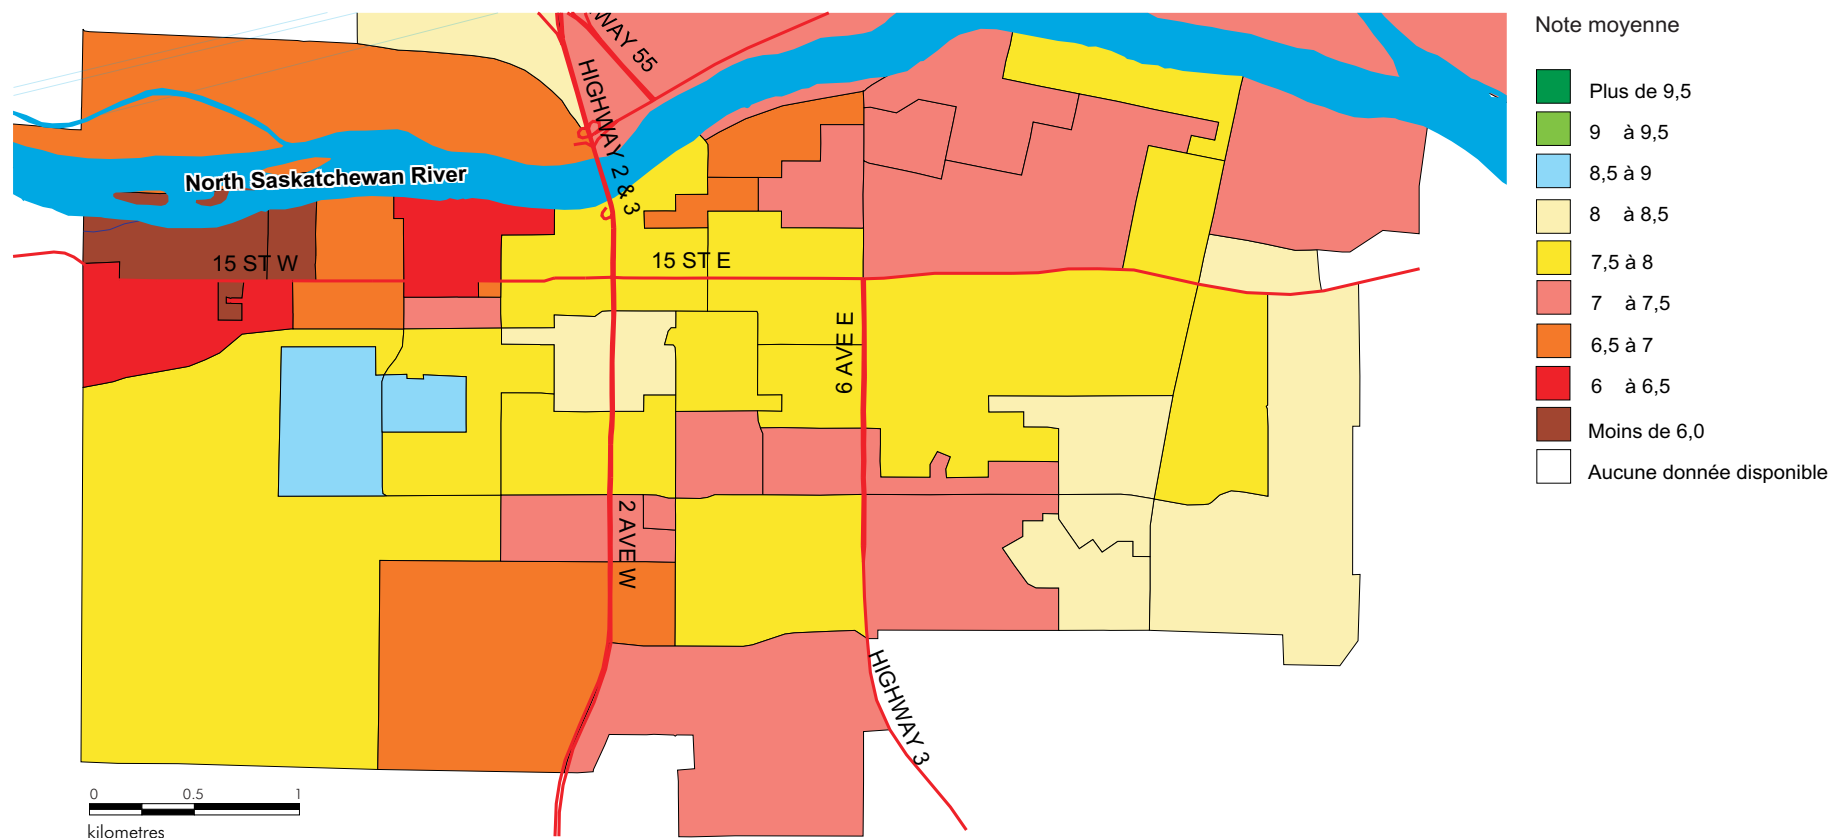 Note moyenne
Plus de 9,5
9 à 9,5
8,5 à 9
8 à 8,5
7,5 à 8
7 à 7,5
6,5 à 7
6 à 6,5
Moins de 6,0
Aucune donnée disponible
WAY 55
HIGHWAY 2 & 3
North Saskatchewan River
15 ST W
15 ST E
6 AVE E
2 AVE W
HIGHWAY 3
0 0.5 1
kilometres